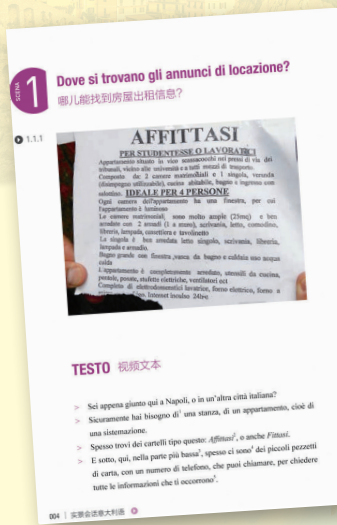 SCENA
1
Dove si trovano gli annunci di locazione?
哪儿能找到房屋出租信息？
1.1.1
AFFITTASI
PER STUDENTESSE O LAVORATRICI
Appartamento situato in vico scassacocchi nei pressi di via dei
tribunali, vicino alle università e a tutti mezzi di trasporto.
Composto da: 2 camere matrimoniali e 1 singola, veranda
(disimpegno utilizzabile), cucina abitabile, bagno e ingresso con
salottino. IDEALE PER 4 PERSONE
Ogni camera dell'appartamento ha una finestra, per cui
l'appartamento è luminoso
Le camere matrimoniali, sono molto ampie (25mq) e ben
arredate con 2 armadi (1 a muro), scrivania, letto, comodino,
libreria, lampada, cassettiera e tavolinetto
La singola è ben arredata letto singolo, scrivania, libreria,
lampada e armadio.
Bagno grande con finestra ,vasca da bagno e caldaia uso acqua
calda
L'appartamento è completamente arredato, utensili da cucina,
pentole, posate, stufette elettriche, ventilatori ect
Completo di elettrodomestici lavatrice, forno elettrico, forno a
Internet incluso 24h
TESTO 视频文本
> Sei appena giunto qui a Napoli, o in un'altra città italiana?
> Sicuramente hai bisogno di¹ una stanza, di un appartamento, cioè di
una sistemazione.
> Spesso trovi dei cartelli tipo questo: Affittasi², o anche Fittasi.
> E sotto, qui, nella parte più bassa³, spesso ci sono⁴ dei piccoli pezzetti
di carta, con un numero di telefono, che puoi chiamare, per chiedere
tutte le informazioni che ti occorrono⁵.
004 | 实景会话意大利语